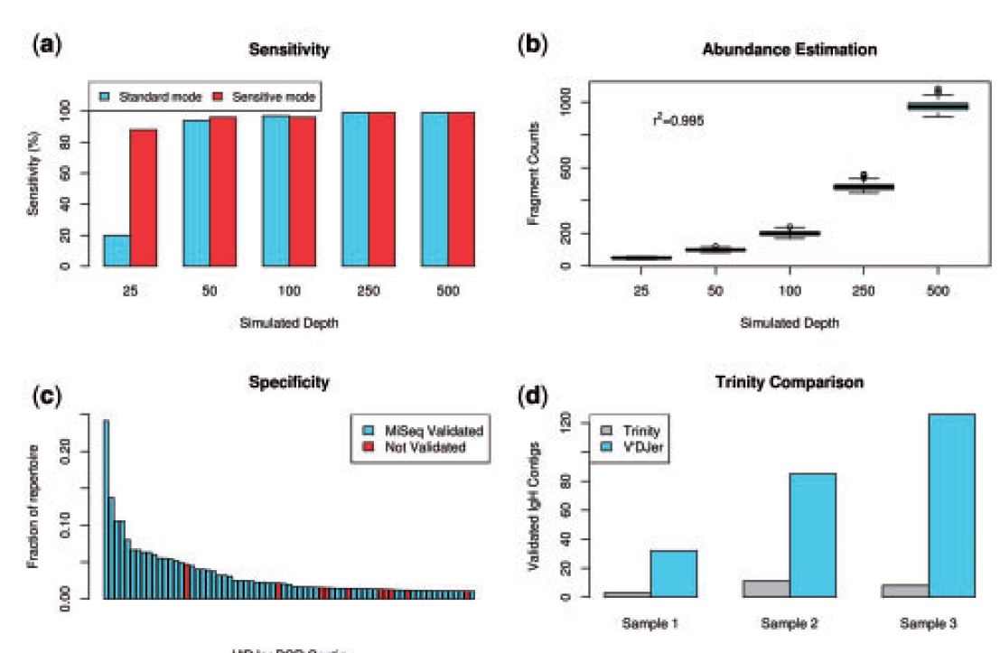 (a)
Sensitivity
Standard mode
Sensitive mode
Sensitivity (%)
100
80
60
40
20
0
25
50
100
250
500
Simulated Depth
(b)
Abundance Estimation
r²=0.995
Fragment Counts
1000
600
200
0
25
50
100
250
500
Simulated Depth
(c)
Specificity
MiSeq Validated
Not Validated
Fraction of repertoire
0.20
0.10
0.00
(d)
Trinity Comparison
Trinity
V'DJer
Validated IgH Contigs
120
80
60
40
20
0
Sample 1
Sample 2
Sample 3